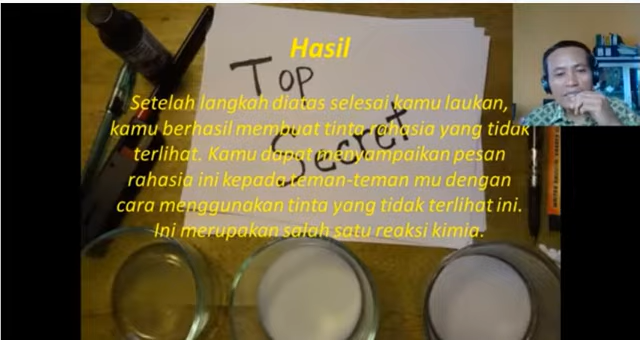 Hasil
Top
Secret
Setelah langkah diatas selesai kamu laukan,
kamu berhasil membuat tinta rahasia yang tidak
terlihat. Kamu dapat menyampaikan pesan
rahasia ini kepada teman-teman mu dengan
cara menggunakan tinta yang tidak terlihat ini.
Ini merupakan salah satu reaksi kimia.